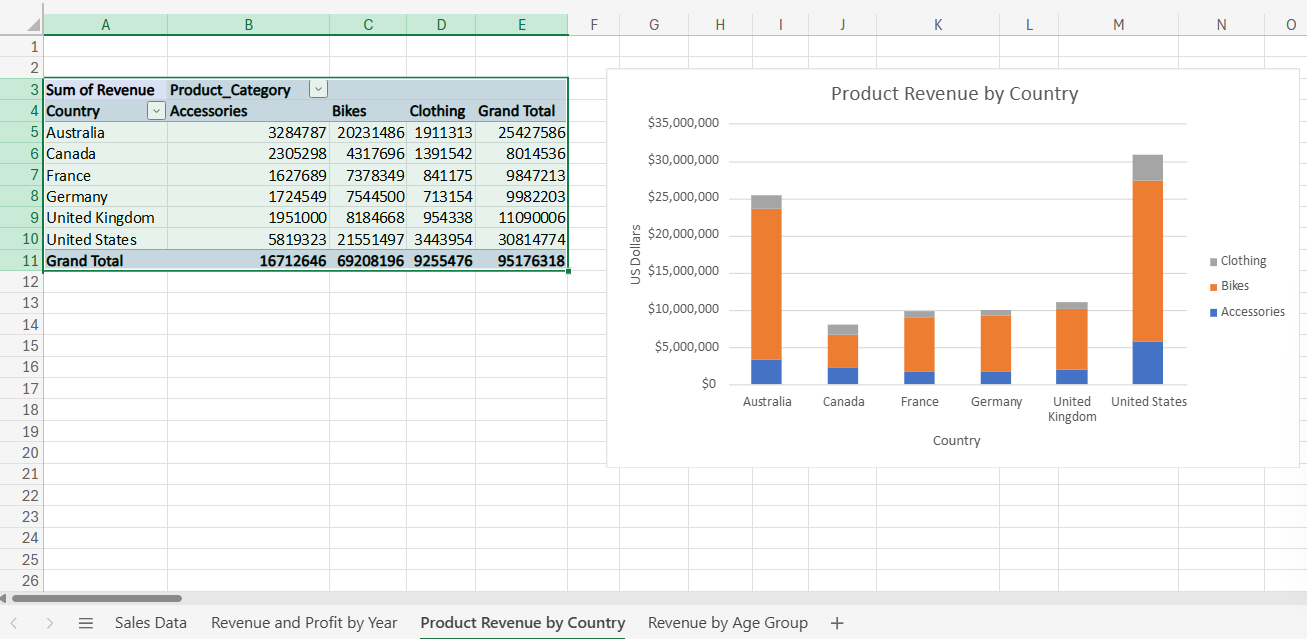 A B C D E F G H I J K L M N O
1
2
3 Sum of Revenue Product_Category
4 Country Accessories Bikes Clothing Grand Total
5 Australia 3284787 20231486 1911313 25427586
6 Canada 2305298 4317696 1391542 8014536
7 France 1627689 7378349 841175 9847213
8 Germany 1724549 7544500 713154 9982203
9 United Kingdom 1951000 8184668 954338 11090006
10 United States 5819323 21551497 3443954 30814774
11 Grand Total 16712646 69208196 9255476 95176318
12
13
14
15
16
17
18
19
20
21
22
23
24
25
26
Product Revenue by Country
US Dollars
$35,000,000
$30,000,000
$25,000,000
$20,000,000
$15,000,000
$10,000,000
$5,000,000
$0
Australia Canada France Germany United Kingdom United States
Country
Clothing
Bikes
Accessories
Sales Data Revenue and Profit by Year Product Revenue by Country Revenue by Age Group